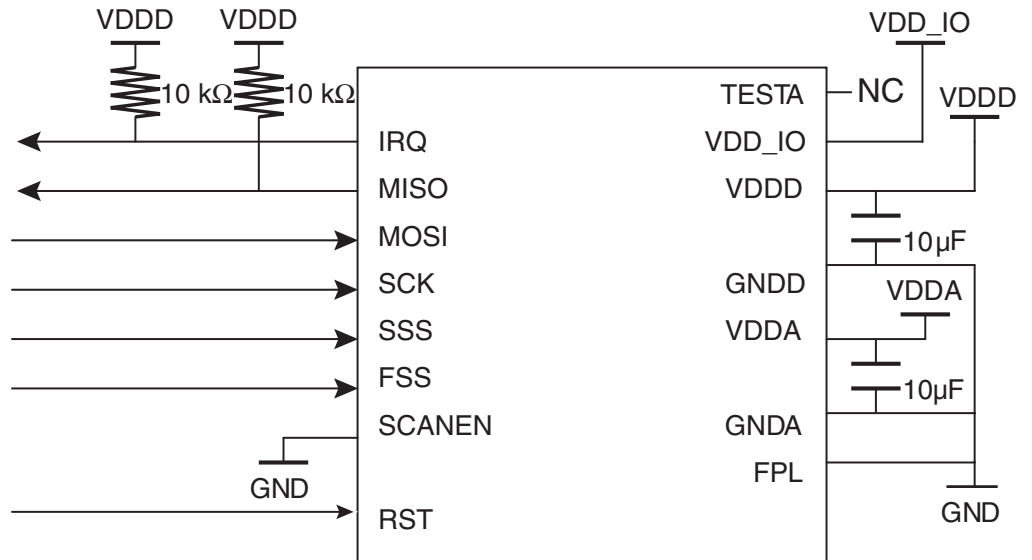 VDDD
VDDD
VDD_IO
10 kΩ
10 kΩ
TESTA
NC
VDDD
IRQ
VDD_IO
MISO
VDDD
MOSI
10µF
SCK
GNDD
VDDA
SSS
VDDA
FSS
10µF
SCANEN
GNDA
GND
FPL
RST
GND